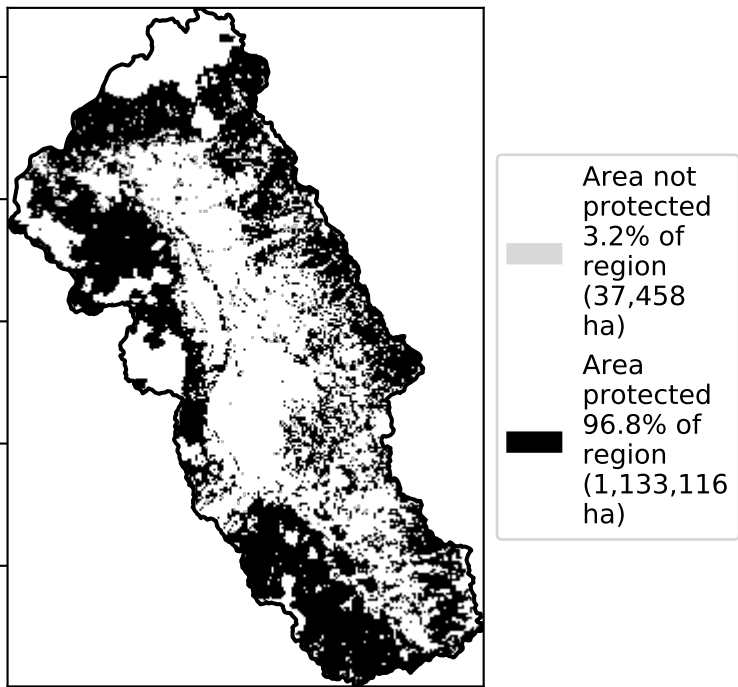 Area not
protected
3.2% of
region
(37,458
ha)
Area
protected
96.8% of
region
(1,133,116
ha)